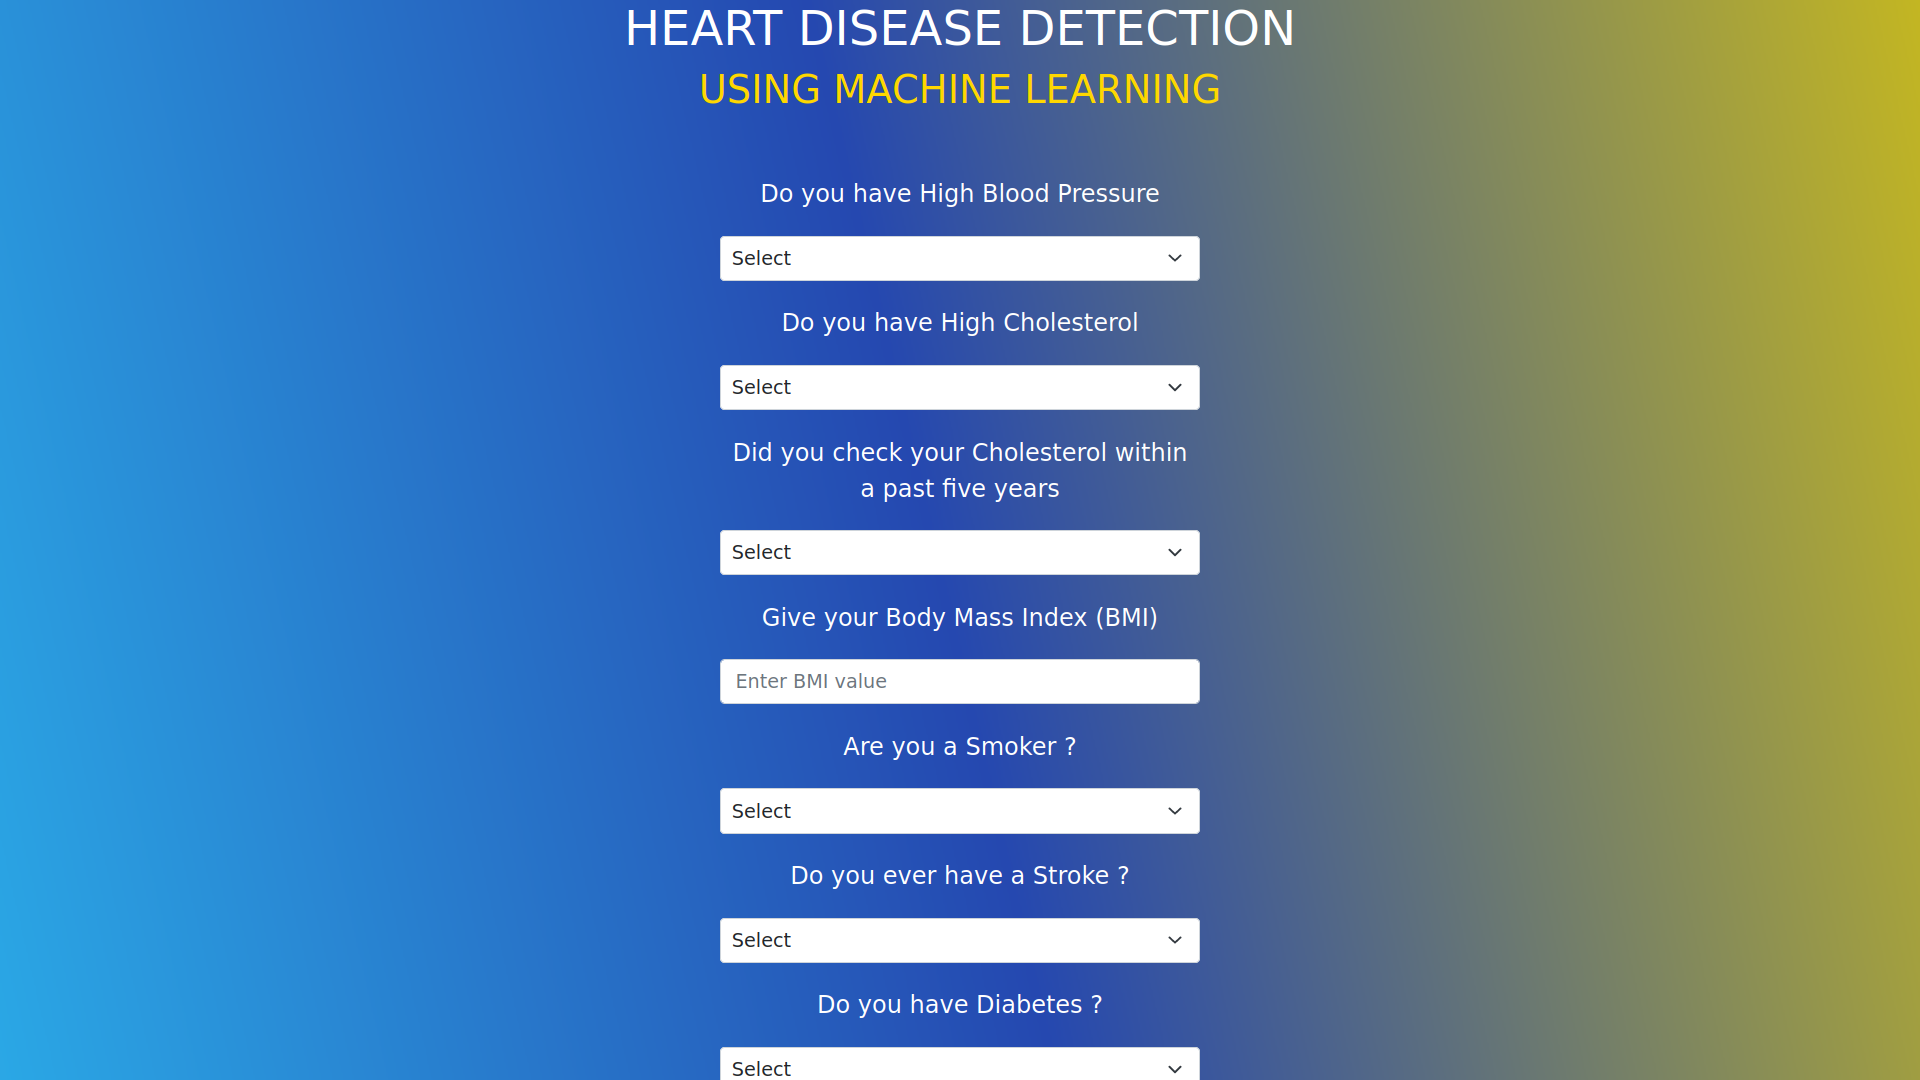 HEART DISEASE DETECTION
USING MACHINE LEARNING
Do you have High Blood Pressure
Select
Do you have High Cholesterol
Select
Did you check your Cholesterol within
a past five years
Select
Give your Body Mass Index (BMI)
Enter BMI value
Are you a Smoker ?
Select
Do you ever have a Stroke ?
Select
Do you have Diabetes ?
Select